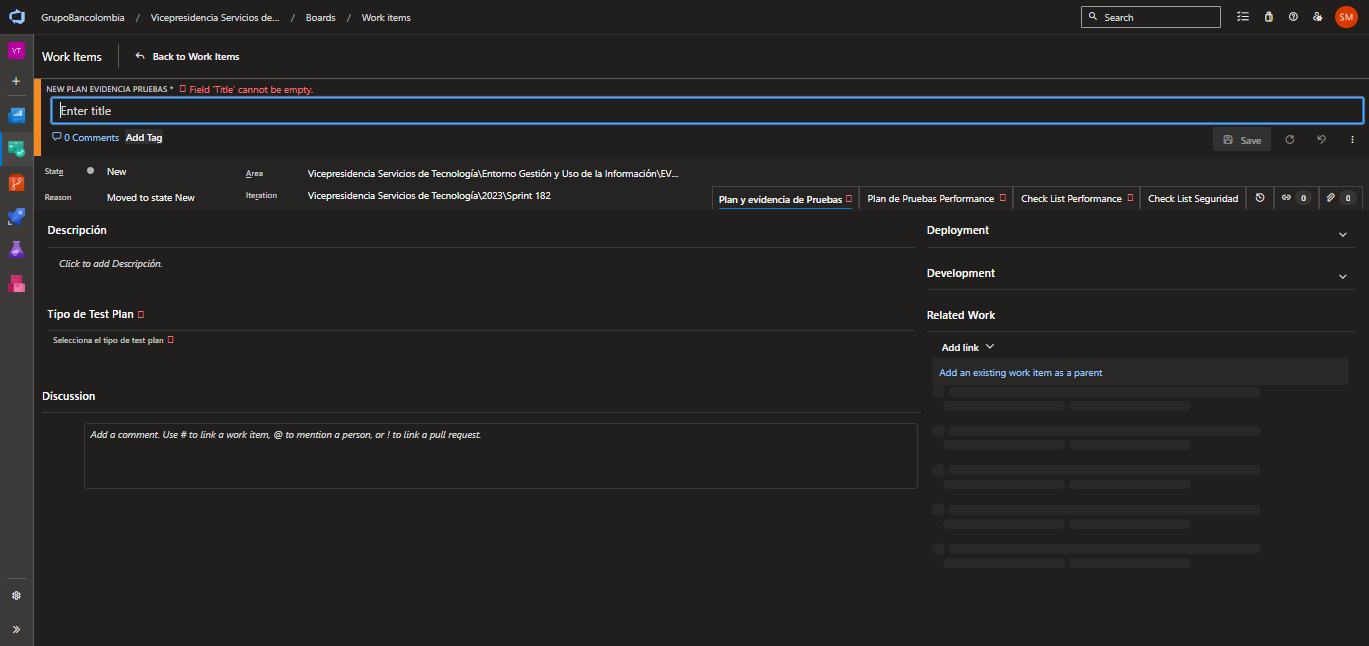 GrupoBancolombia / Vicepresidencia Servicios de... / Boards / Work items
Search
SM
VT
Work Items
Back to Work Items
NEW PLAN EVIDENCIA PRUEBAS * Field 'Title' cannot be empty.
Enter title
0 Comments Add Tag
Save
State New
Reason Moved to state New
Area Vicepresidencia Servicios de Tecnología\Entorno Gestión y Uso de la Información\EV...
Iteration Vicepresidencia Servicios de Tecnología\2023\Sprint 182
Plan y evidencia de Pruebas
Plan de Pruebas Performance
Check List Performance
Check List Seguridad
0
0
Descripción
Click to add Descripción.
Tipo de Test Plan
Selecciona el tipo de test plan
Discussion
Add a comment. Use # to link a work item, @ to mention a person, or ! to link a pull request.
Deployment
Development
Related Work
Add link
Add an existing work item as a parent